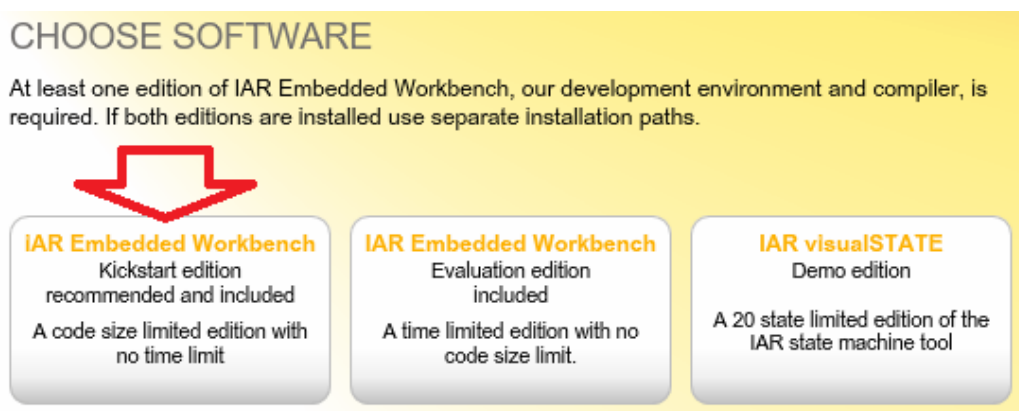 CHOOSE SOFTWARE
At least one edition of IAR Embedded Workbench, our development environment and compiler, is
required. If both editions are installed use separate installation paths.
iAR Embedded Workbench
Kickstart edition
recommended and included
A code size limited edition with
no time limit
IAR Embedded Workbench
Evaluation edition
included
A time limited edition with no
code size limit.
IAR visualSTATE
Demo edition
A 20 state limited edition of the
IAR state machine tool